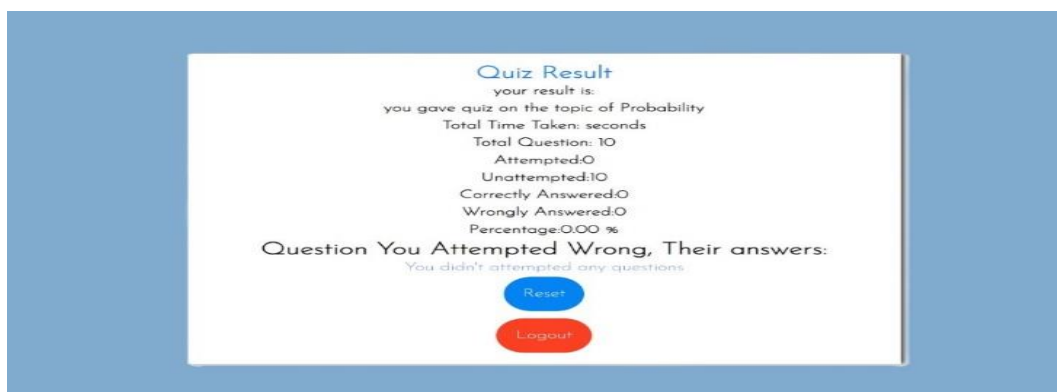 Quiz Result
your result is:
you gave quiz on the topic of Probability
Total Time Taken: seconds
Total Question: 10
Attempted:0
Unattempted:10
Correctly Answered:0
Wrongly Answered:0
Percentage:0.00 %
Question You Attempted Wrong, Their answers:
You didn't attempted any questions
Reset
Logout